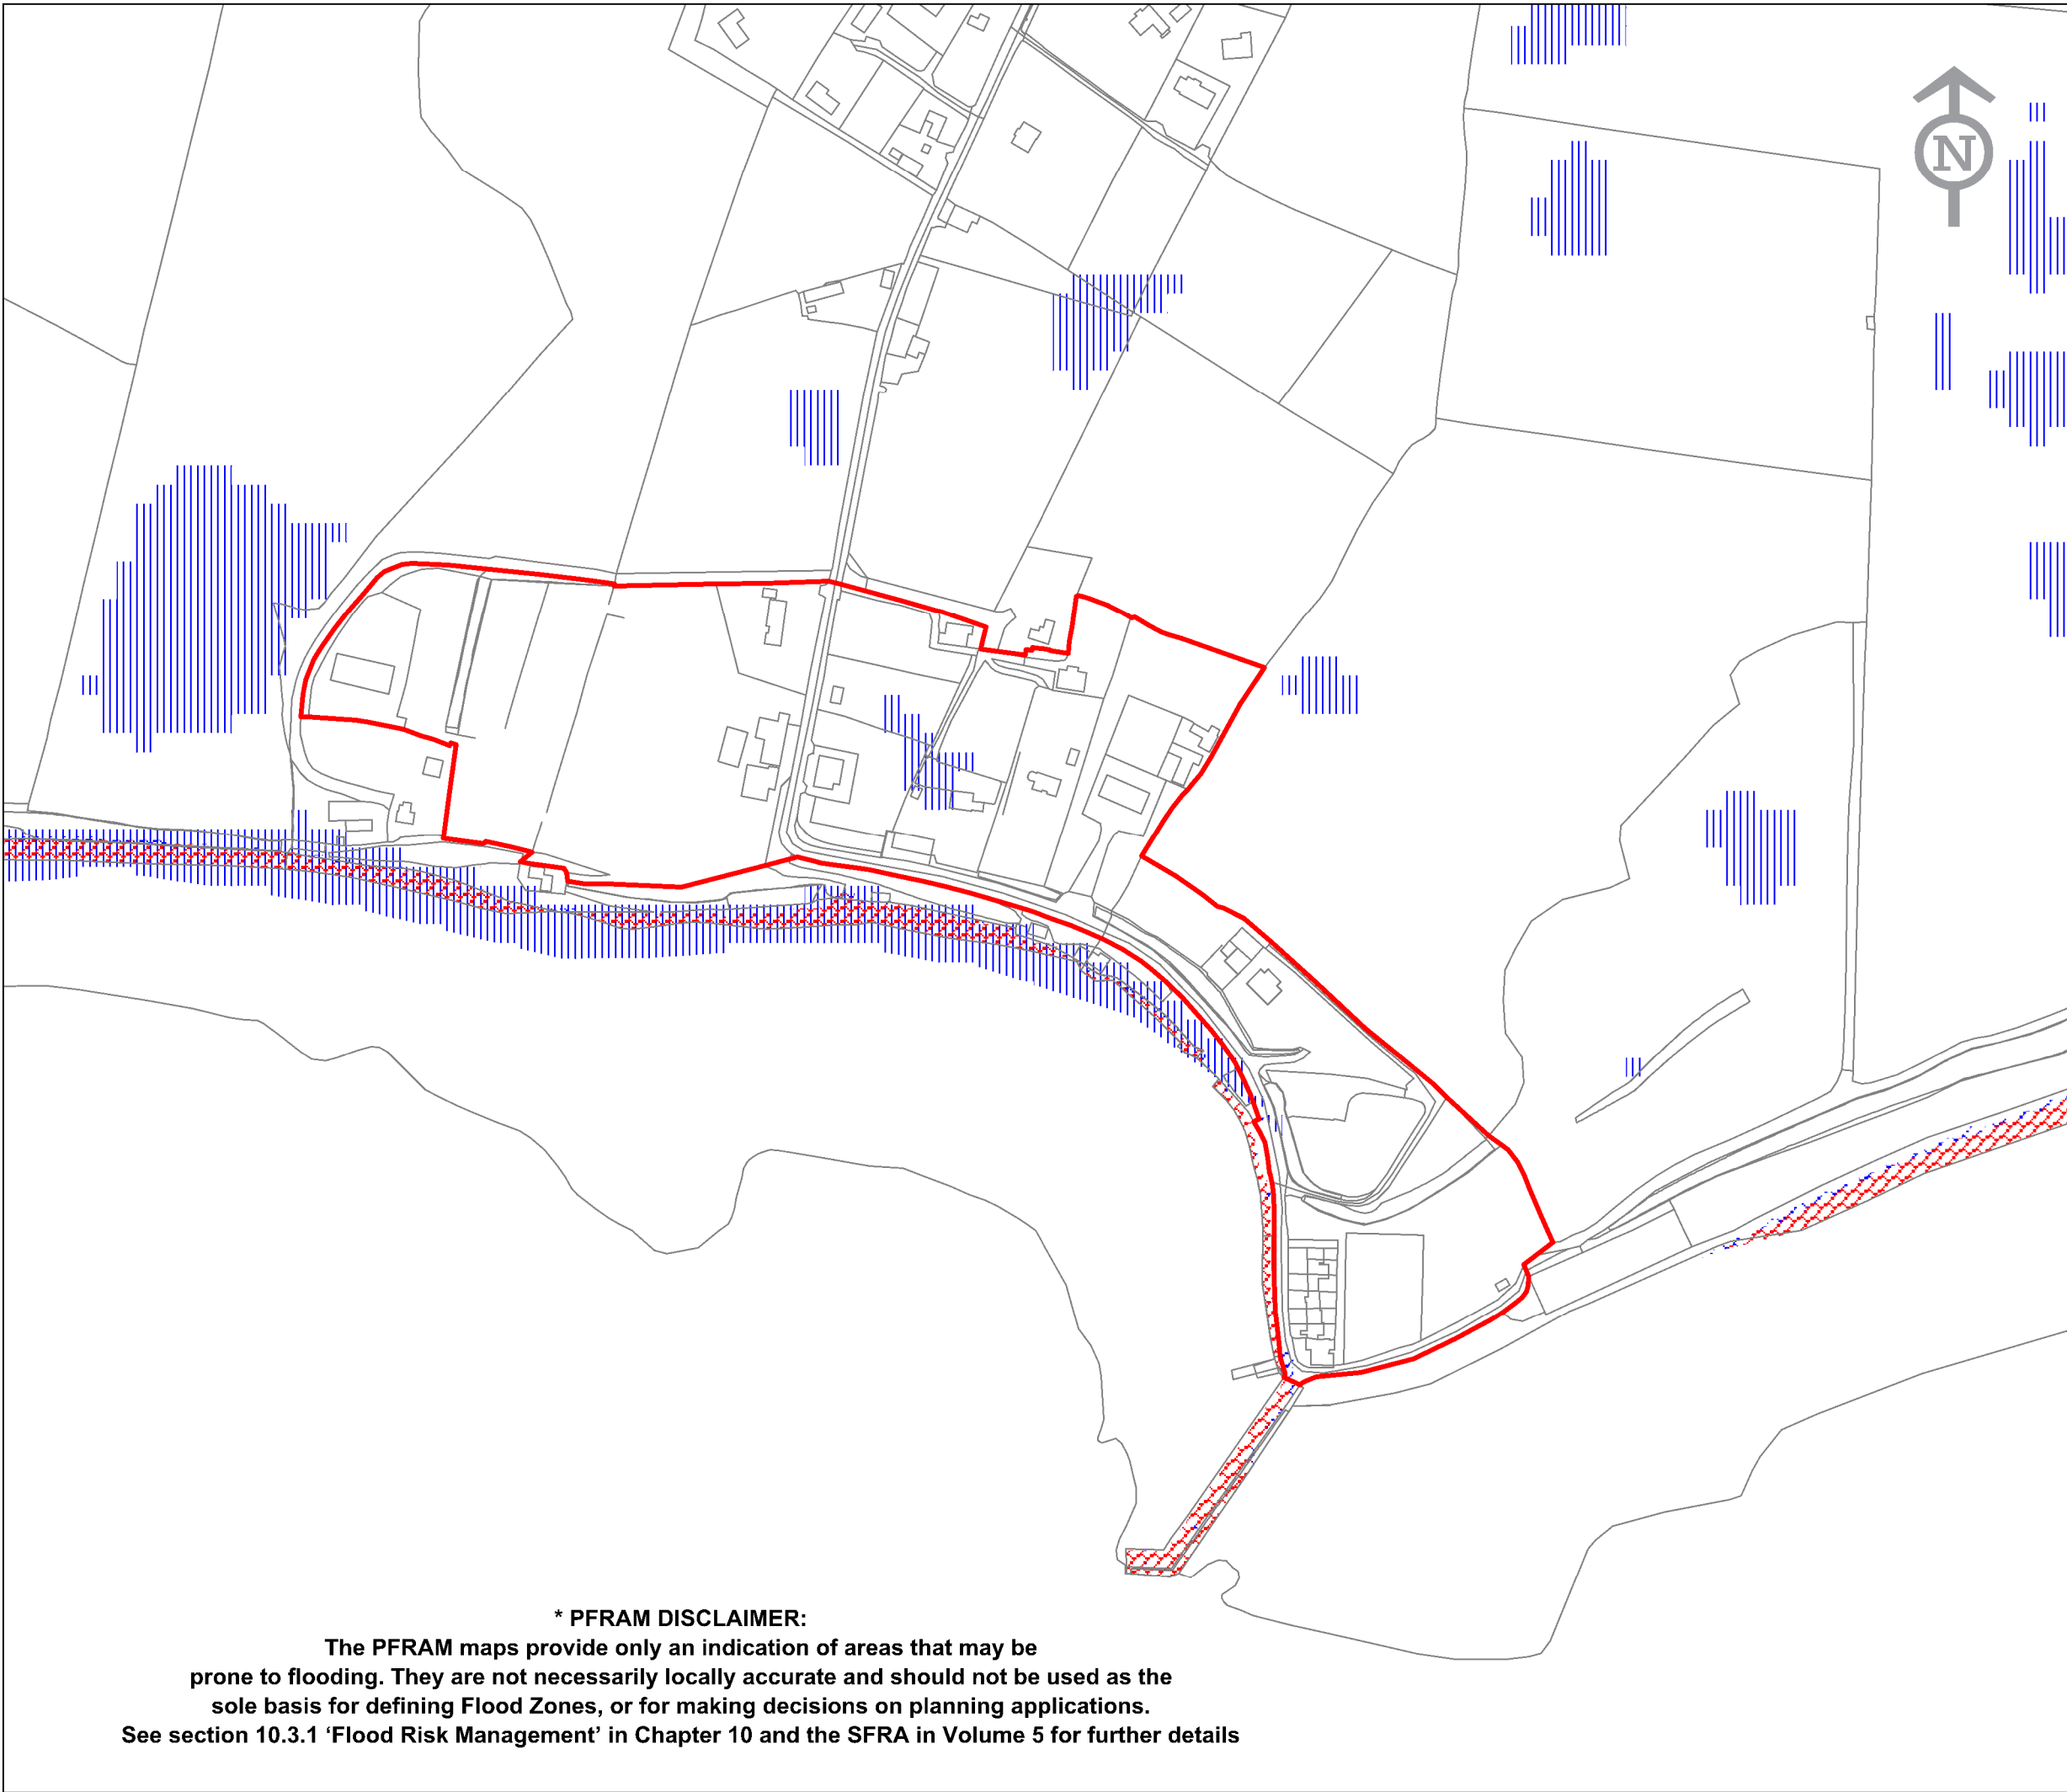 N
* PFRAM DISCLAIMER:
The PFRAM maps provide only an indication of areas that may be
prone to flooding. They are not necessarily locally accurate and should not be used as the
sole basis for defining Flood Zones, or for making decisions on planning applications.
See section 10.3.1 ‘Flood Risk Management’ in Chapter 10 and the SFRA in Volume 5 for further details